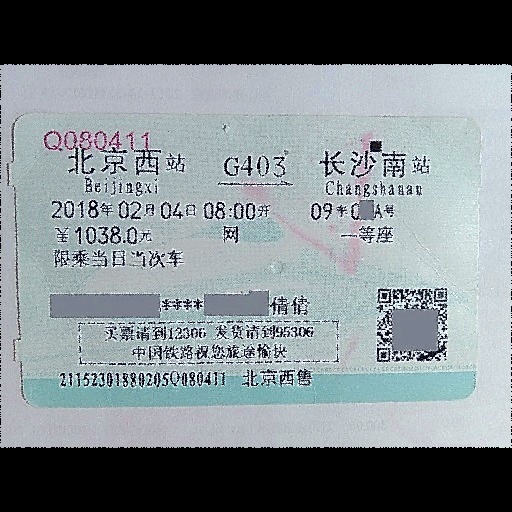 Q080411
北京西站 G403 长沙南站
Beijingxi Changshanan
2018年02月04日08:00开 09车0 A号
￥1038.0元 网 一等座
限乘当日当次车
****倩倩
买票请到12306 发货请到95306
中国铁路祝您旅途愉快
21152301880205Q080411 北京西售